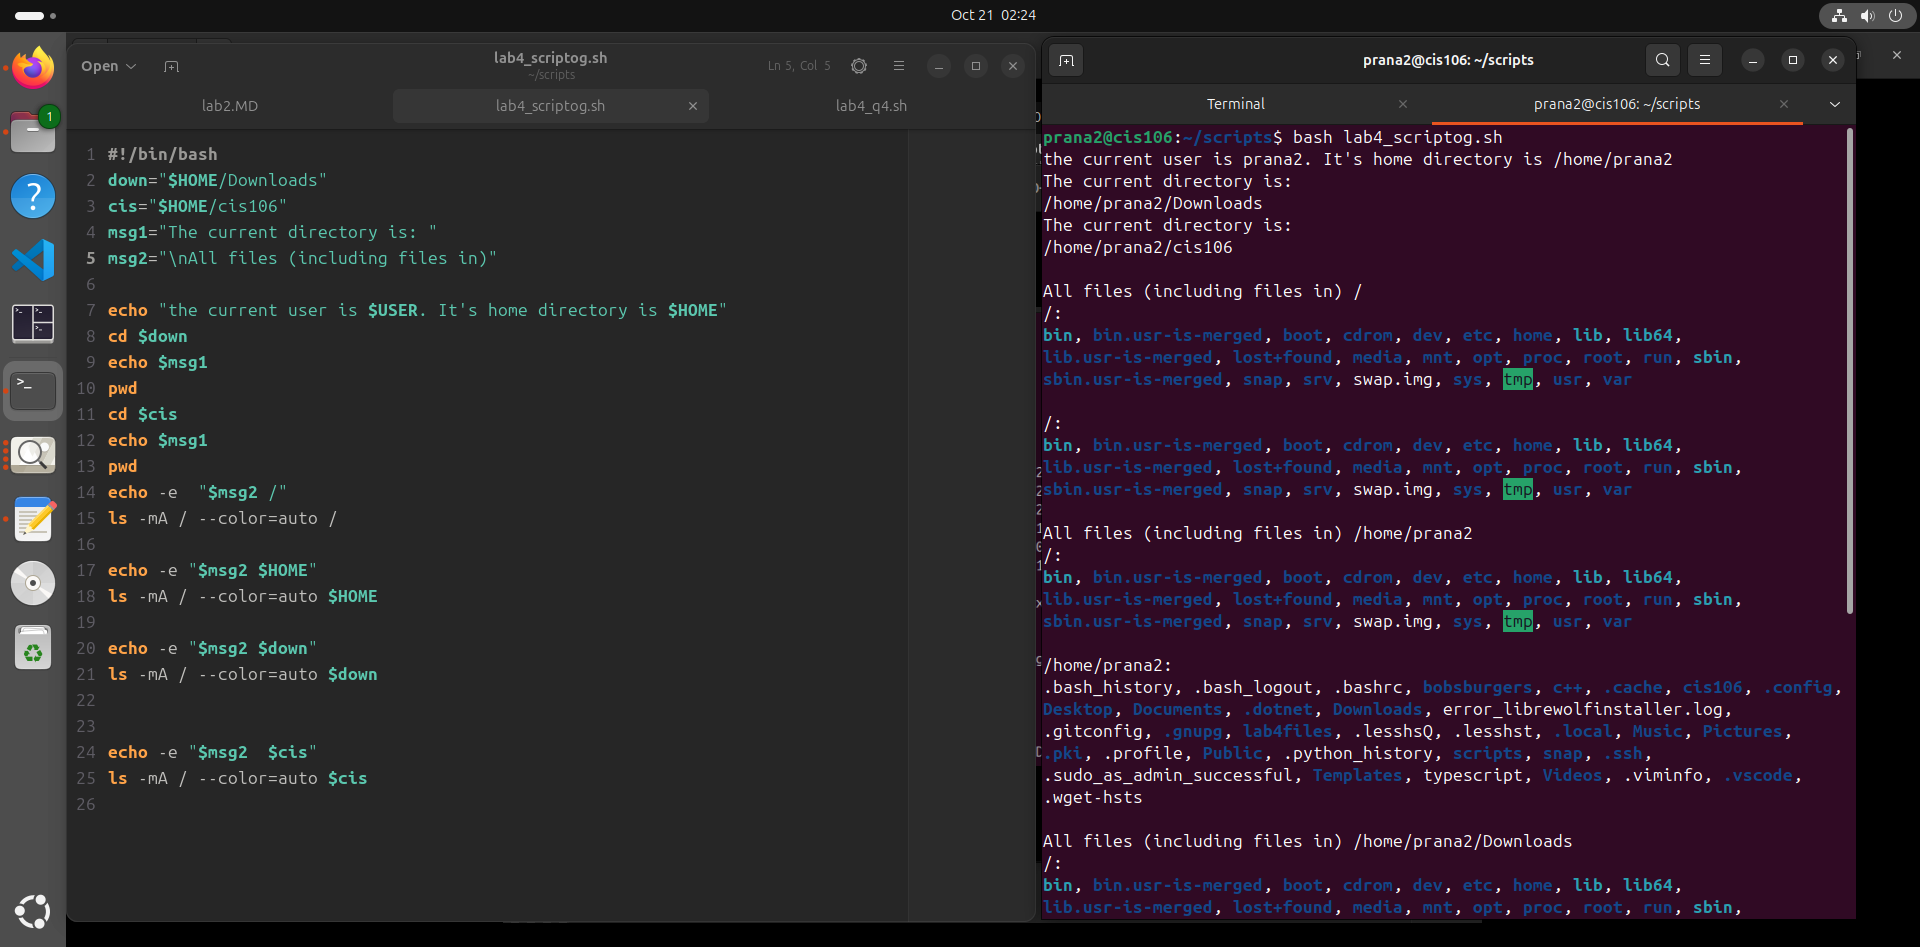 Oct 21 02:24
Open
lab4_scriptog.sh
~/scripts
Ln 5, Col 5
lab2.MD
lab4_scriptog.sh
lab4_q4.sh
1 #!/bin/bash
2 down="$HOME/Downloads"
3 cis="$HOME/cis106"
4 msg1="The current directory is: "
5 msg2="\nAll files (including files in)"
6
7 echo "the current user is $USER. It's home directory is $HOME"
8 cd $down
9 echo $msg1
10 pwd
11 cd $cis
12 echo $msg1
13 pwd
14 echo -e  "$msg2 /"
15 ls -mA / --color=auto /
16
17 echo -e "$msg2 $HOME"
18 ls -mA / --color=auto $HOME
19
20 echo -e "$msg2 $down"
21 ls -mA / --color=auto $down
22
23
24 echo -e "$msg2  $cis"
25 ls -mA / --color=auto $cis
26
prana2@cis106: ~/scripts
Terminal
prana2@cis106: ~/scripts
prana2@cis106:~/scripts$ bash lab4_scriptog.sh
the current user is prana2. It's home directory is /home/prana2
The current directory is:
/home/prana2/Downloads
The current directory is:
/home/prana2/cis106
All files (including files in) /
/:
bin, bin.usr-is-merged, boot, cdrom, dev, etc, home, lib, lib64,
lib.usr-is-merged, lost+found, media, mnt, opt, proc, root, run, sbin,
sbin.usr-is-merged, snap, srv, swap.img, sys, tmp, usr, var
/:
bin, bin.usr-is-merged, boot, cdrom, dev, etc, home, lib, lib64,
lib.usr-is-merged, lost+found, media, mnt, opt, proc, root, run, sbin,
sbin.usr-is-merged, snap, srv, swap.img, sys, tmp, usr, var
All files (including files in) /home/prana2
/:
bin, bin.usr-is-merged, boot, cdrom, dev, etc, home, lib, lib64,
lib.usr-is-merged, lost+found, media, mnt, opt, proc, root, run, sbin,
sbin.usr-is-merged, snap, srv, swap.img, sys, tmp, usr, var
/home/prana2:
.bash_history, .bash_logout, .bashrc, bobsburgers, c++, .cache, cis106, .config,
Desktop, Documents, .dotnet, Downloads, error_librewolfinstaller.log,
.gitconfig, .gnupg, lab4files, .lesshsQ, .lesshst, .local, Music, Pictures,
.pki, .profile, Public, .python_history, scripts, snap, .ssh,
.sudo_as_admin_successful, Templates, typescript, Videos, .viminfo, .vscode,
.wget-hsts
All files (including files in) /home/prana2/Downloads
/:
bin, bin.usr-is-merged, boot, cdrom, dev, etc, home, lib, lib64,
lib.usr-is-merged, lost+found, media, mnt, opt, proc, root, run, sbin,
1